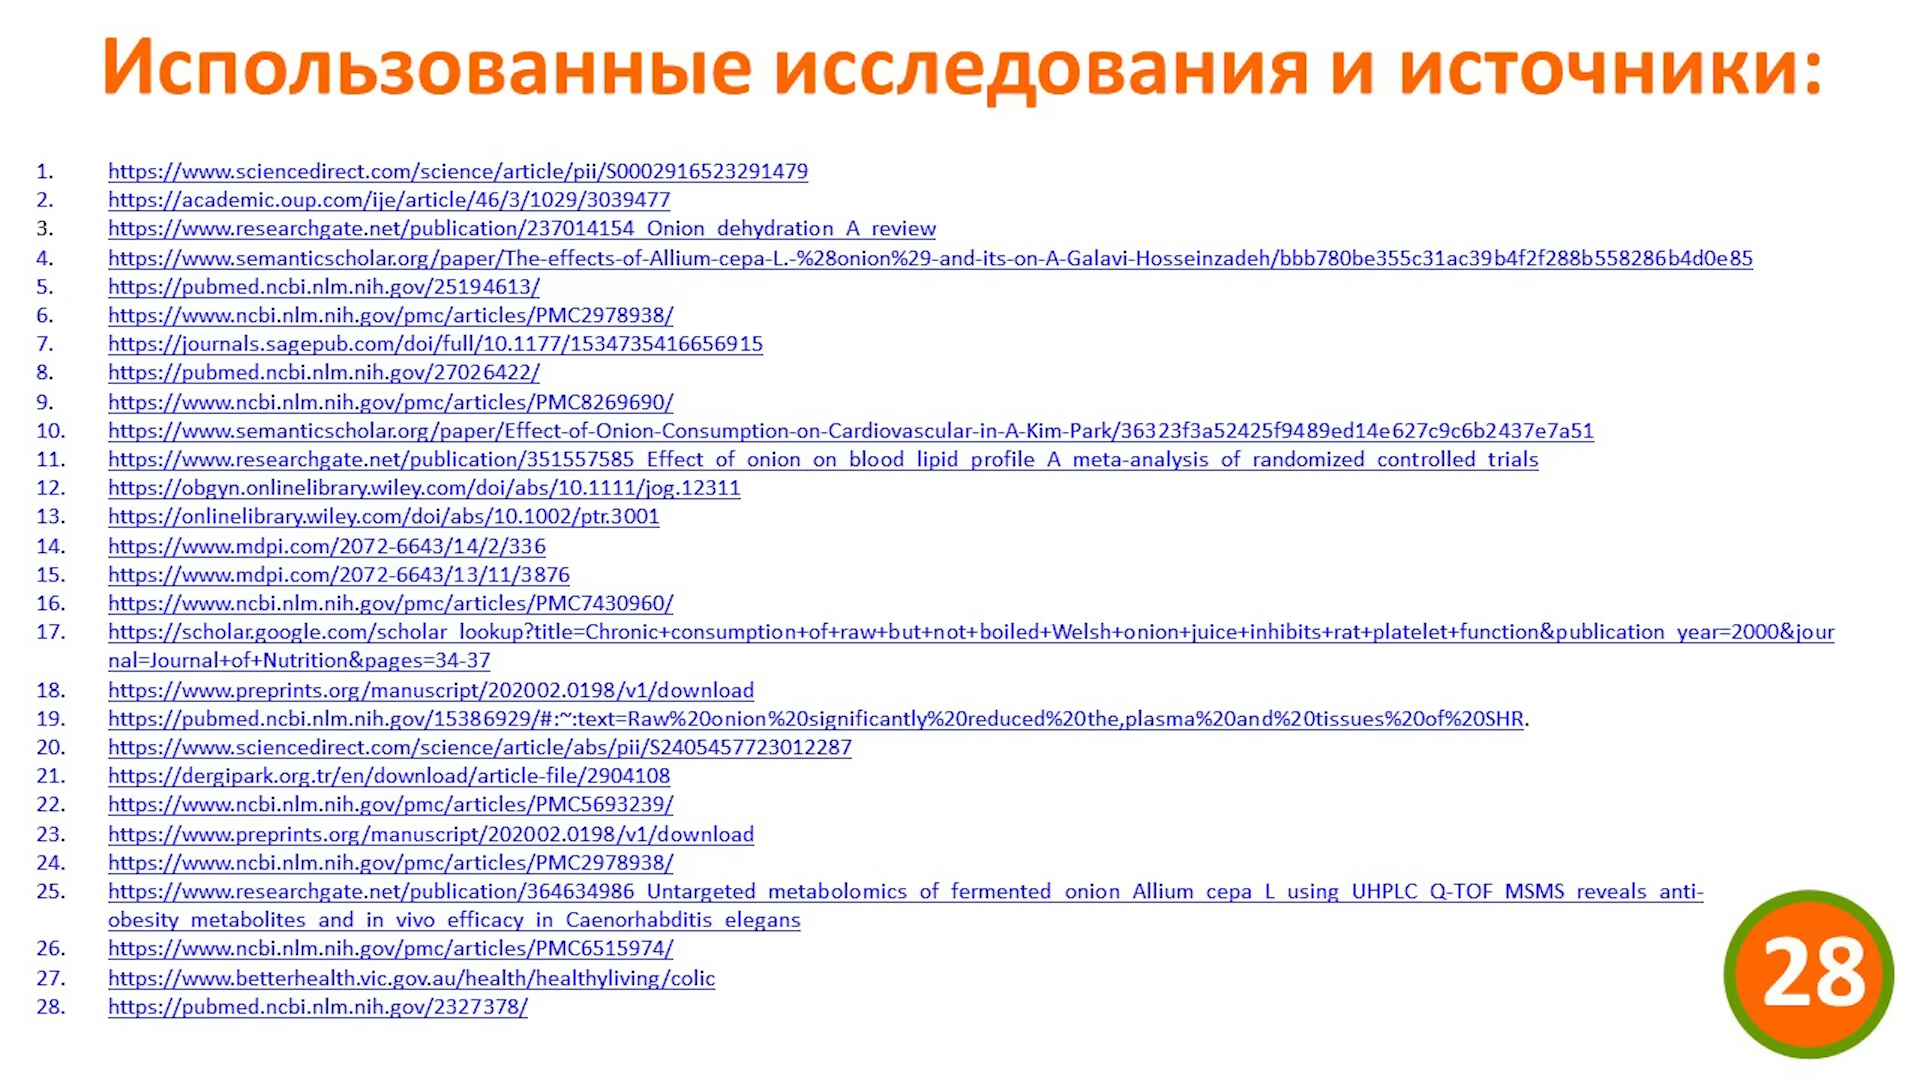 Использованные исследования и источники:
1. https://www.sciencedirect.com/science/article/pii/S0002916523291479
2. https://academic.oup.com/ije/article/46/3/1029/3039477
3. https://www.researchgate.net/publication/237014154_Onion_dehydration_A_review
4. https://www.semanticscholar.org/paper/The-effects-of-Allium-cepa-L.-%28onion%29-and-its-on-A-Galavi-Hosseinzadeh/bbb780be355c31ac39b4f2f288b558286b4d0e85
5. https://pubmed.ncbi.nlm.nih.gov/25194613/
6. https://www.ncbi.nlm.nih.gov/pmc/articles/PMC2978938/
7. https://journals.sagepub.com/doi/full/10.1177/1534735416656915
8. https://pubmed.ncbi.nlm.nih.gov/27026422/
9. https://www.ncbi.nlm.nih.gov/pmc/articles/PMC8269690/
10. https://www.semanticscholar.org/paper/Effect-of-Onion-Consumption-on-Cardiovascular-in-A-Kim-Park/36323f3a52425f9489ed14e627c9c6b2437e7a51
11. https://www.researchgate.net/publication/351557585_Effect_of_onion_on_blood_lipid_profile_A_meta-analysis_of_randomized_controlled_trials
12. https://obgyn.onlinelibrary.wiley.com/doi/abs/10.1111/jog.12311
13. https://onlinelibrary.wiley.com/doi/abs/10.1002/ptr.3001
14. https://www.mdpi.com/2072-6643/14/2/336
15. https://www.mdpi.com/2072-6643/13/11/3876
16. https://www.ncbi.nlm.nih.gov/pmc/articles/PMC7430960/
17. https://scholar.google.com/scholar_lookup?title=Chronic+consumption+of+raw+but+not+boiled+Welsh+onion+juice+inhibits+rat+platelet+function&publication_year=2000&jour
nal=Journal+of+Nutrition&pages=34-37
18. https://www.preprints.org/manuscript/202002.0198/v1/download
19. https://pubmed.ncbi.nlm.nih.gov/15386929/#:~:text=Raw%20onion%20significantly%20reduced%20the,plasma%20and%20tissues%20of%20SHR.
20. https://www.sciencedirect.com/science/article/abs/pii/S2405457723012287
21. https://dergipark.org.tr/en/download/article-file/2904108
22. https://www.ncbi.nlm.nih.gov/pmc/articles/PMC5693239/
23. https://www.preprints.org/manuscript/202002.0198/v1/download
24. https://www.ncbi.nlm.nih.gov/pmc/articles/PMC2978938/
25. https://www.researchgate.net/publication/364634986_Untargeted_metabolomics_of_fermented_onion_Allium_cepa_L_using_UHPLC_Q-TOF_MSMS_reveals_anti-
obesity_metabolites_and_in_vivo_efficacy_in_Caenorhabditis_elegans
26. https://www.ncbi.nlm.nih.gov/pmc/articles/PMC6515974/
27. https://www.betterhealth.vic.gov.au/health/healthyliving/colic
28. https://pubmed.ncbi.nlm.nih.gov/2327378/
28